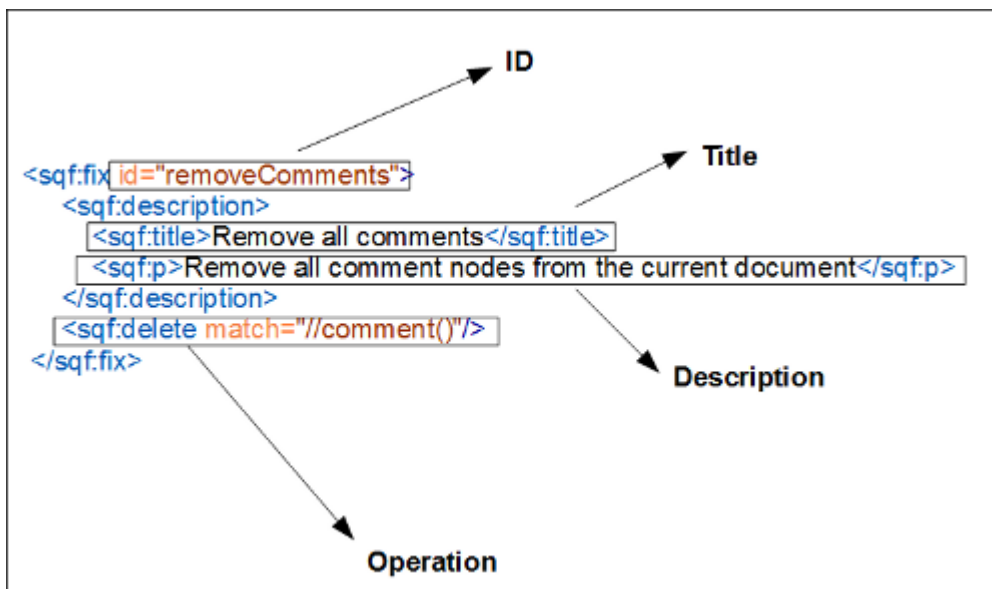 ID
Title
<sqf:fix id="removeComments">
<sqf:description>
<sqf:title>Remove all comments</sqf:title>
<sqf:p>Remove all comment nodes from the current document</sqf:p>
</sqf:description>
<sqf:delete match="//comment()"/>
</sqf:fix>
Description
Operation